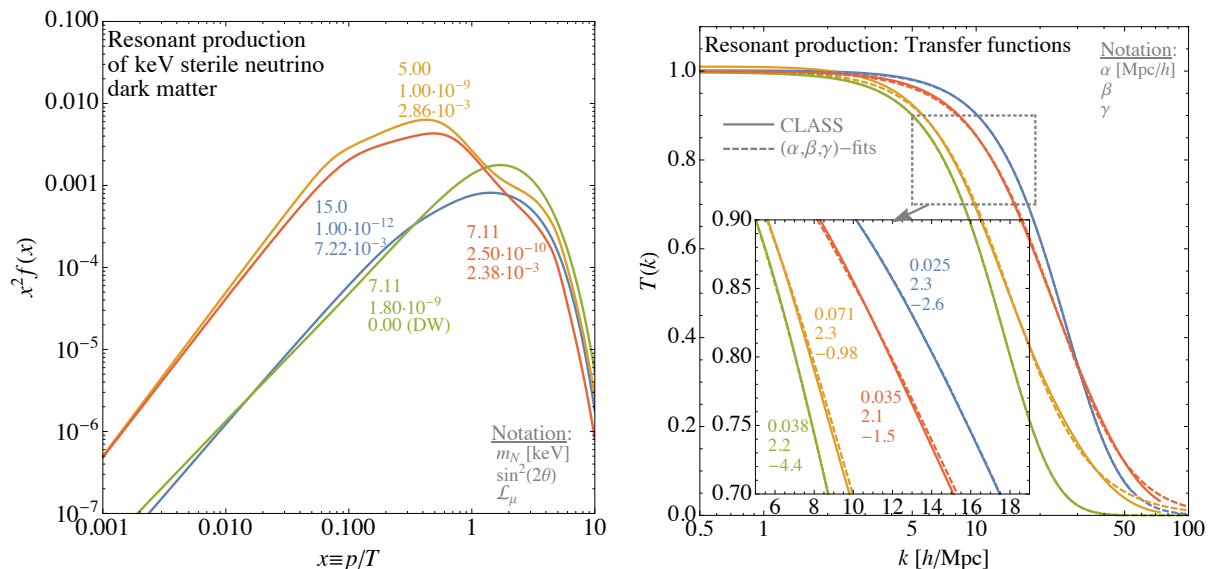 Resonant production
of keV sterile neutrino
dark matter
5.00
1.00·10⁻⁹
2.86·10⁻³
15.0
1.00·10⁻¹²
7.22·10⁻³
7.11
2.50·10⁻¹⁰
2.38·10⁻³
7.11
1.80·10⁻⁹
0.00 (DW)
Notation:
m_N [keV]
sin²(2θ)
ℒ_μ
0.100
0.010
0.001
10⁻⁴
10⁻⁵
10⁻⁶
10⁻⁷
0.001
0.010
0.100
1
10
x² f(x)
x≡p/T
Resonant production: Transfer functions
Notation:
α [Mpc/h]
β
γ
CLASS
(α,β,γ)−fits
1.0
0.8
0.6
0.4
0.2
0.0
0.90
0.85
0.80
0.75
0.70
0.025
2.3
−2.6
0.071
2.3
−0.98
0.035
2.1
−1.5
0.038
2.2
−4.4
6 8 10 12 14 16 18
0.5 1 5 10 50 100
T(k)
k [h/Mpc]